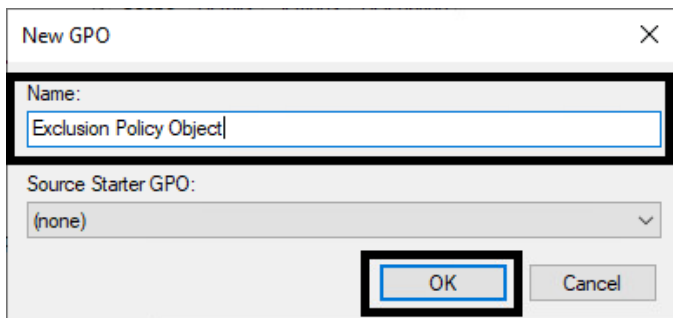 New GPO
Name:
Exclusion Policy Object
Source Starter GPO:
(none)
OK Cancel